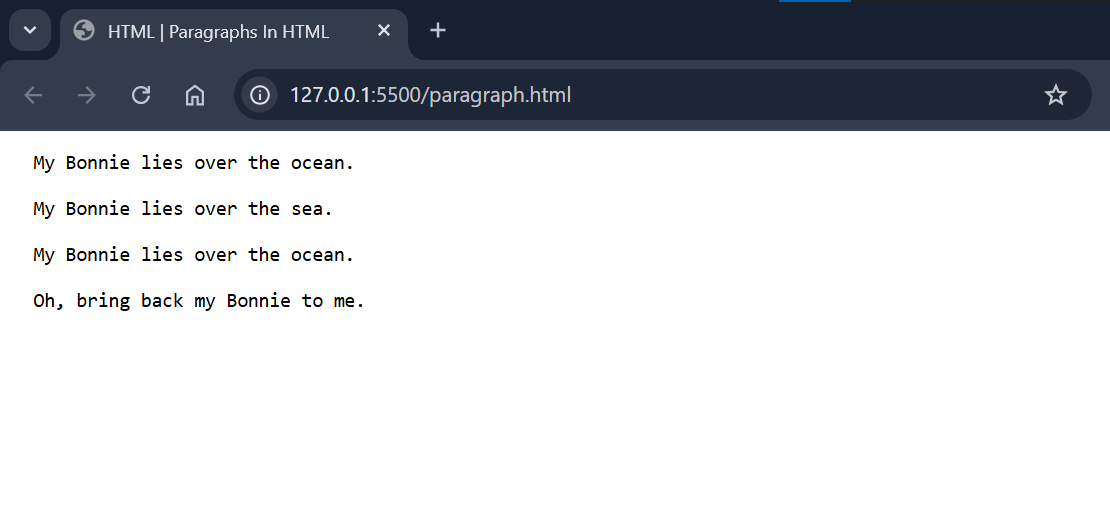 HTML | Paragraphs In HTML
127.0.0.1:5500/paragraph.html
My Bonnie lies over the ocean.
My Bonnie lies over the sea.
My Bonnie lies over the ocean.
Oh, bring back my Bonnie to me.